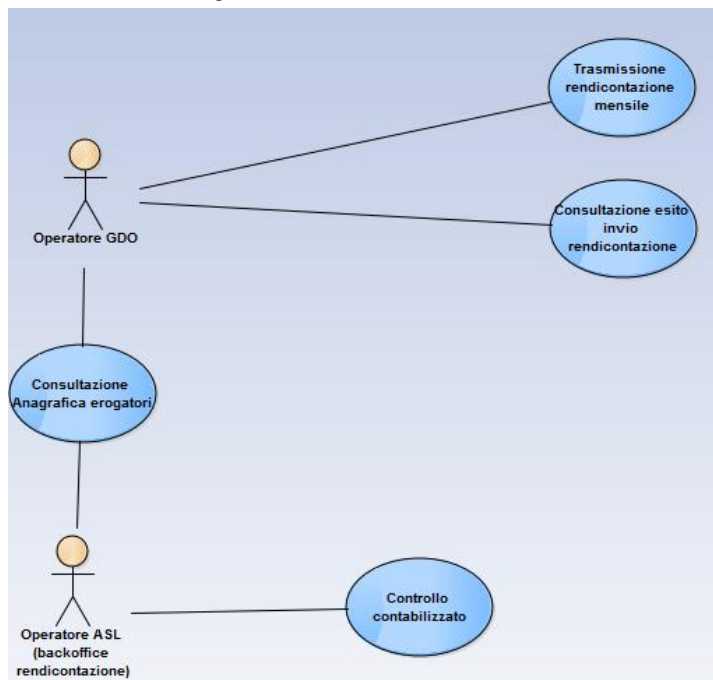 Trasmissione
rendicontazione
mensile
Operatore GDO
Consultazione esito
invio
rendicontazione
Consultazione
Anagrafica erogatori
Operatore ASL
(backoffice
rendicontazione)
Controllo
contabilizzato